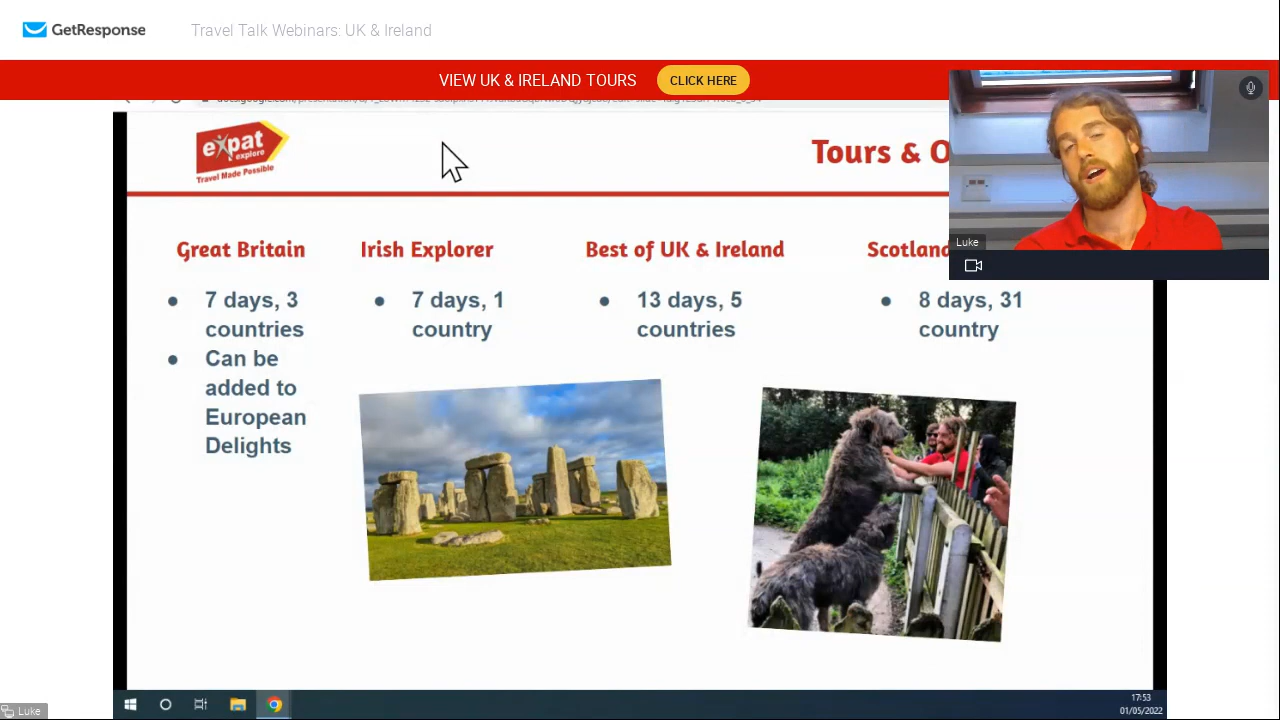 GetResponse
Travel Talk Webinars: UK & Ireland
VIEW UK & IRELAND TOURS
CLICK HERE
expat
explore
Travel Made Possible
Tours & O
Luke
Great Britain
Irish Explorer
Best of UK & Ireland
Scotland
7 days, 3
countries
Can be
added to
European
Delights
7 days, 1
country
13 days, 5
countries
8 days, 31
country
Luke
17:53
01/05/2022